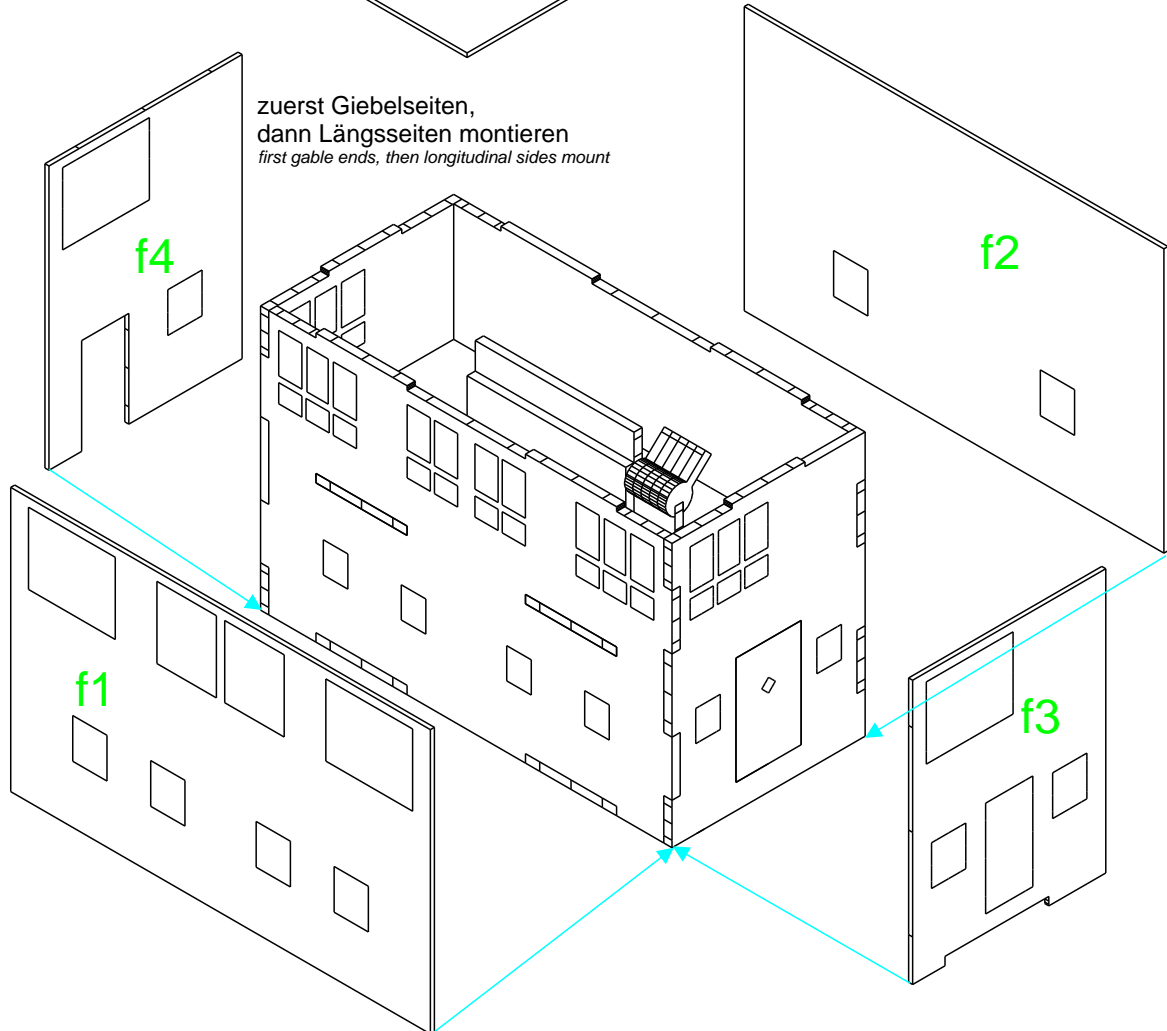 zuerst Giebelseiten,
dann Längsseiten montieren
first gable ends, then longitudinal sides mount
f4
f2
f1
f3